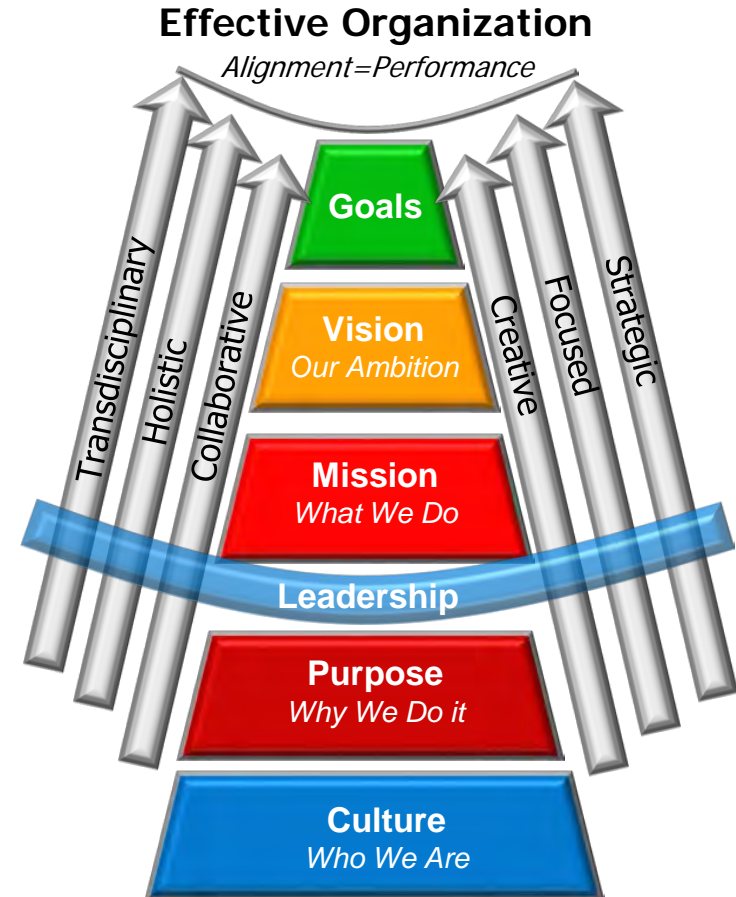 Effective Organization
Alignment=Performance
Goals
Vision
Our Ambition
Mission
What We Do
Leadership
Purpose
Why We Do it
Culture
Who We Are
Transdisciplinary
Holistic
Collaborative
Creative
Focused
Strategic